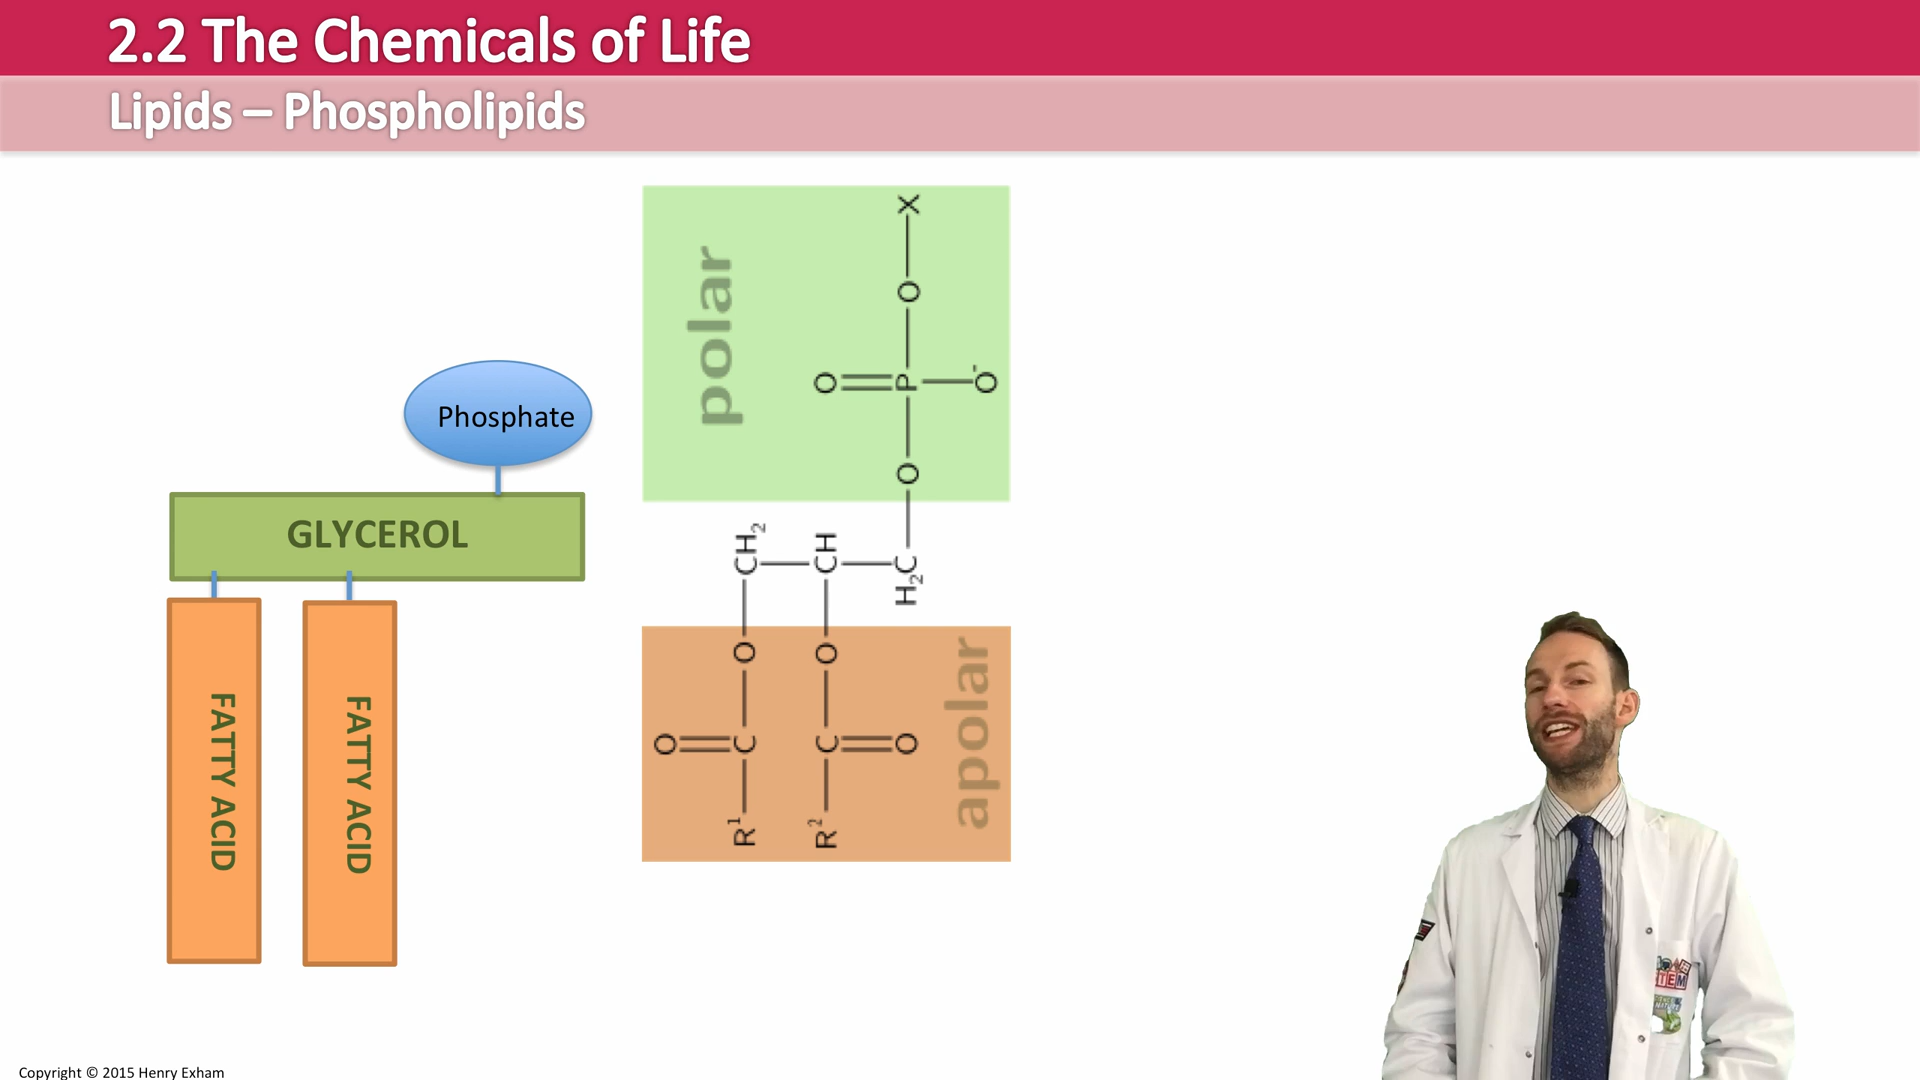 2.2 The Chemicals of Life
Lipids – Phospholipids
Phosphate
GLYCEROL
FATTY ACID
FATTY ACID
polar
X
O
O P O-
O
CH2 CH H2C
O O
O C C O
R1 R2
apolar
TEM
Copyright © 2015 Henry Exham